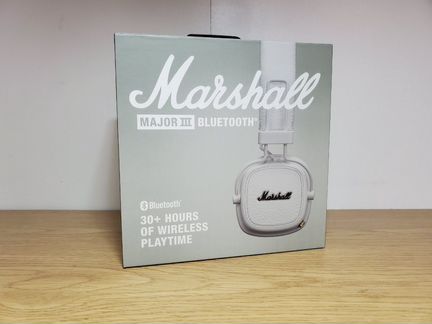 Marshall
MAJOR III BLUETOOTH
Bluetooth
30+ HOURS
OF WIRELESS
PLAYTIME
Marshall